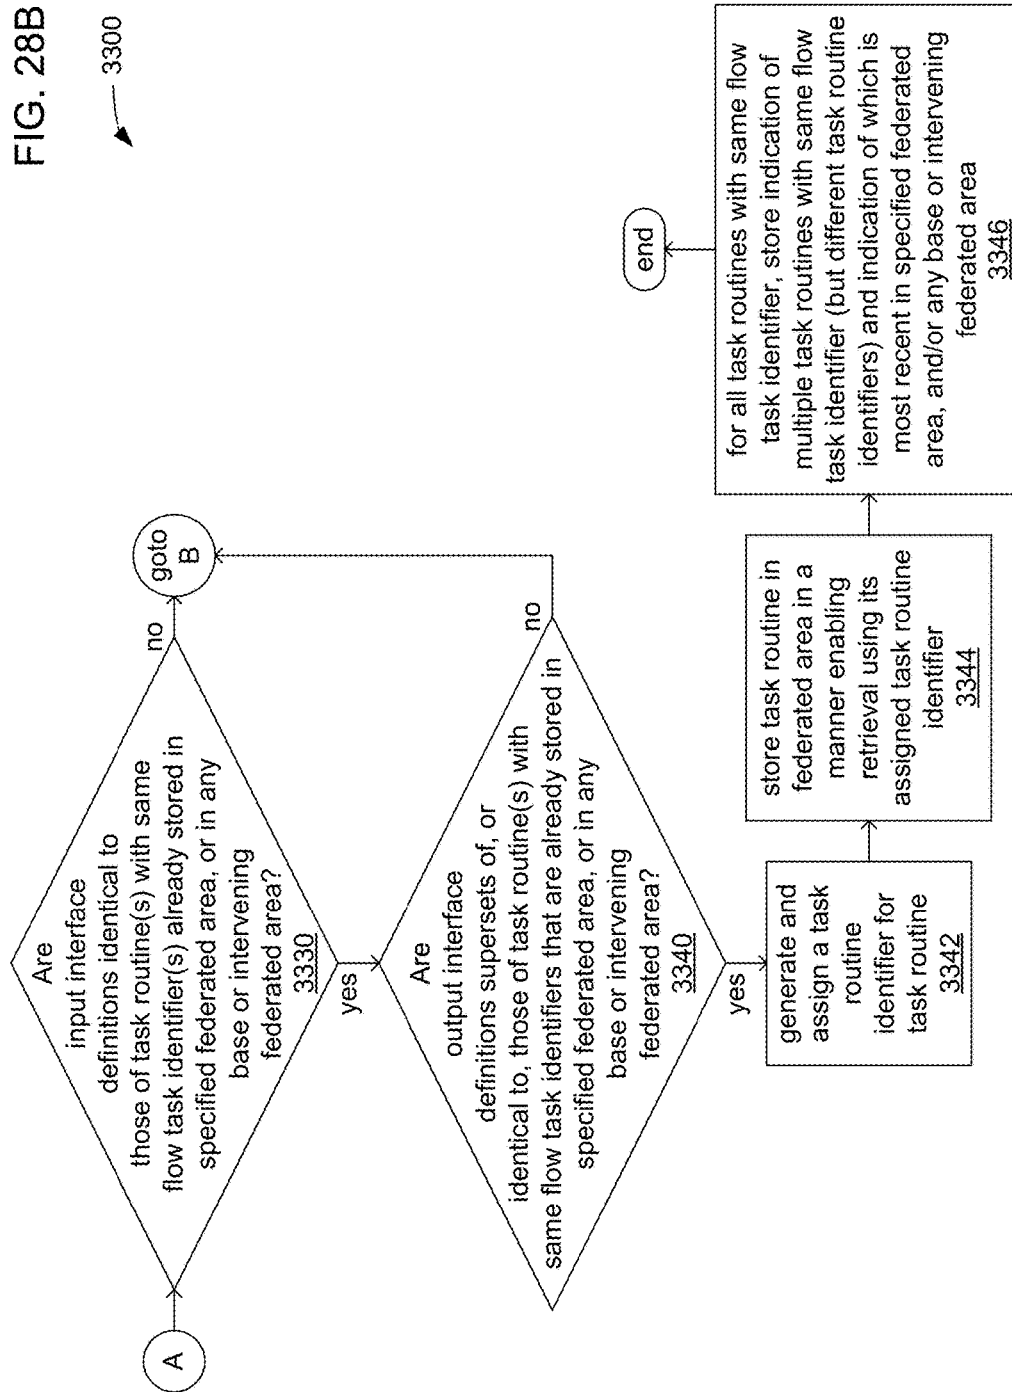 FIG. 28B
3300
A
Are
input interface
definitions identical to
those of task routine(s) with same
flow task identifier(s) already stored in
specified federated area, or in any
base or intervening
federated area?
3330
no
goto
B
yes
Are
output interface
definitions supersets of, or
identical to, those of task routine(s) with
same flow task identifiers that are already stored in
specified federated area, or in any
base or intervening
federated area?
3340
no
yes
generate and
assign a task
routine
identifier for
task routine
3342
store task routine in
federated area in a
manner enabling
retrieval using its
assigned task routine
identifier
3344
for all task routines with same flow
task identifier, store indication of
multiple task routines with same flow
task identifier (but different task routine
identifiers) and indication of which is
most recent in specified federated
area, and/or any base or intervening
federated area
3346
end